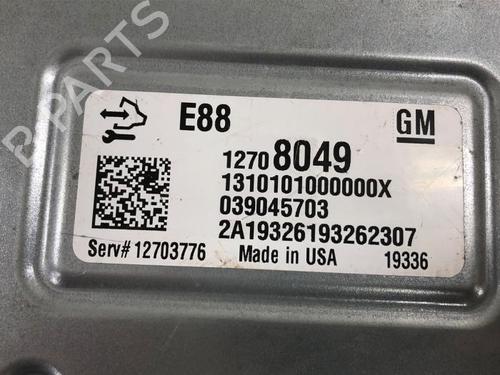 E88 GM
12708049
1310101000000X
039045703
2A19326193262307
Serv# 12703776 Made in USA 19336
B-PARTS